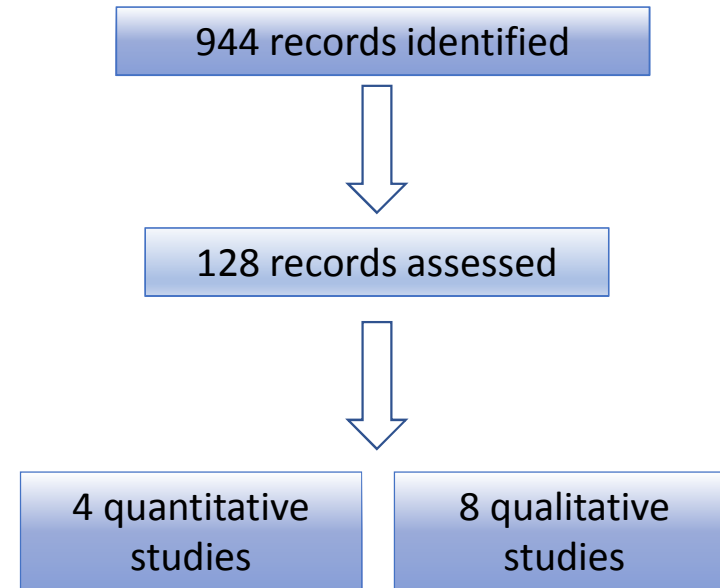 944 records identified
128 records assessed
4 quantitative
studies
8 qualitative
studies